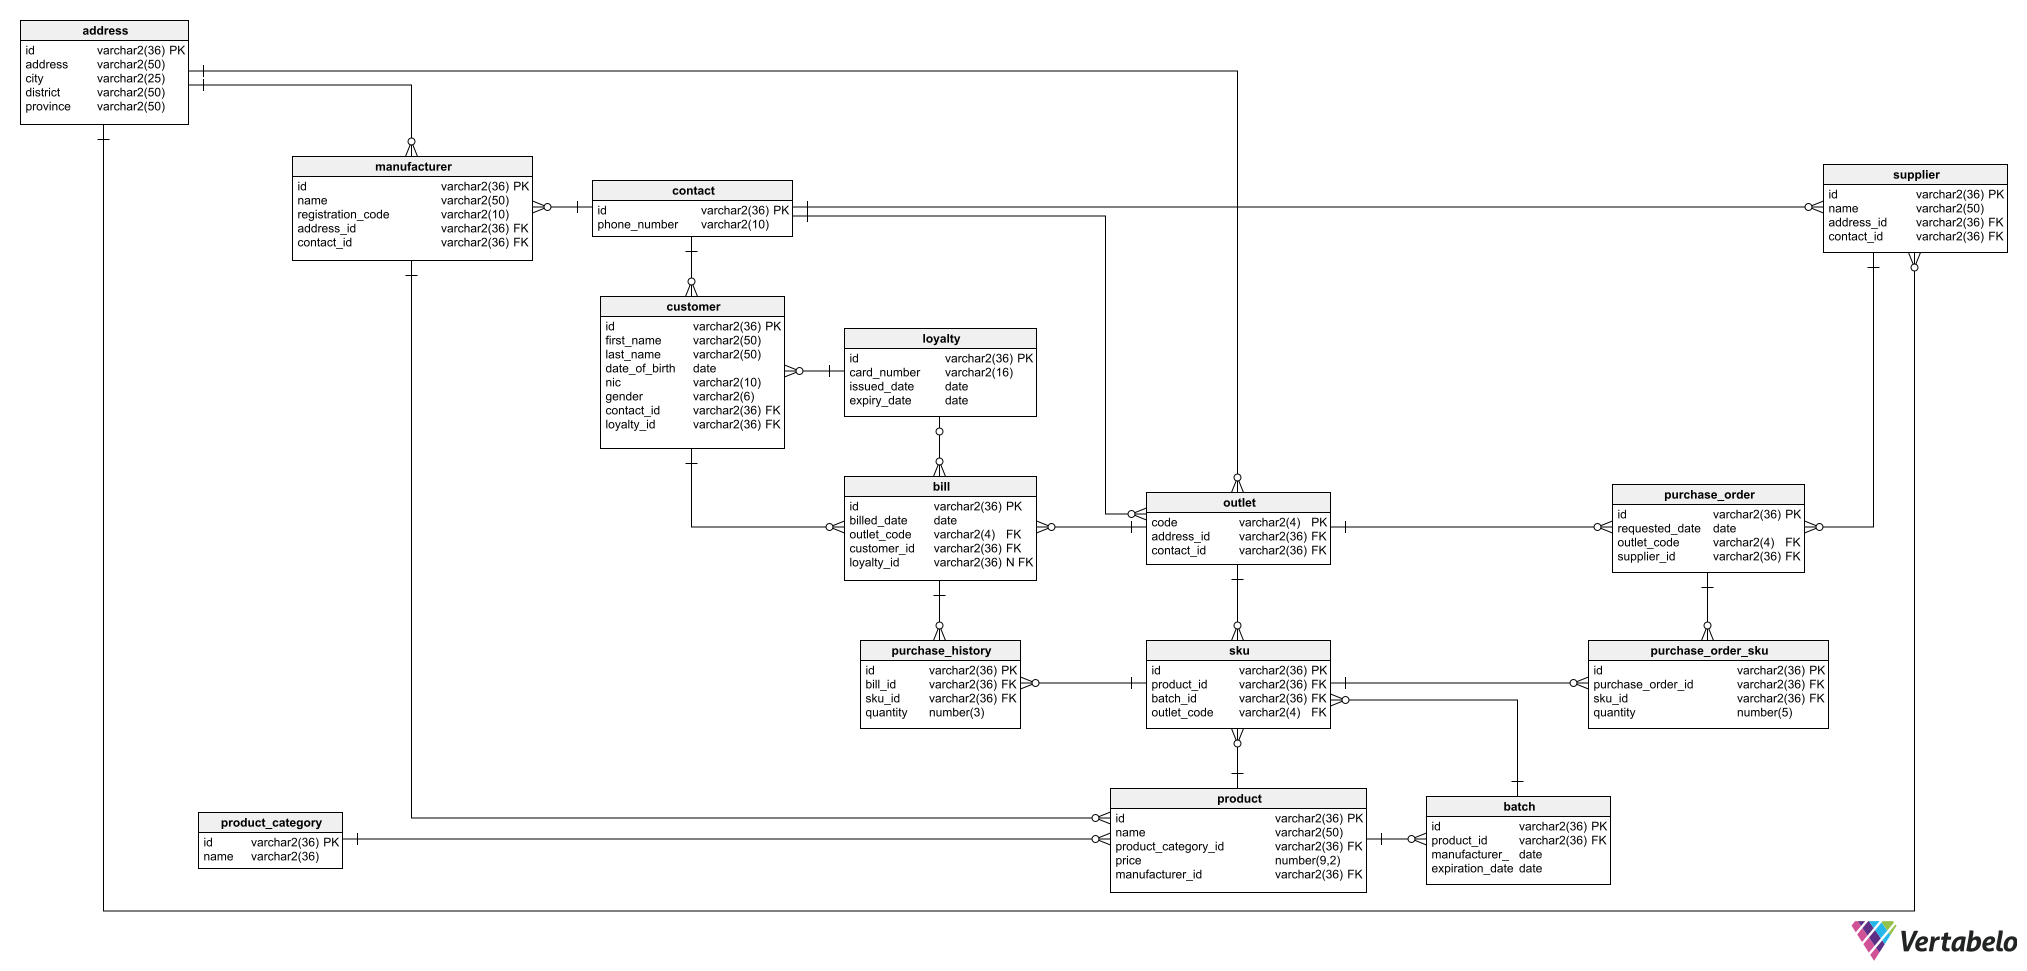 address
id varchar2(36) PK
address varchar2(50)
city varchar2(25)
district varchar2(50)
province varchar2(50)
manufacturer
id varchar2(36) PK
name varchar2(50)
registration_code varchar2(10)
address_id varchar2(36) FK
contact_id varchar2(36) FK
contact
id varchar2(36) PK
phone_number varchar2(10)
supplier
id varchar2(36) PK
name varchar2(50)
address_id varchar2(36) FK
contact_id varchar2(36) FK
customer
id varchar2(36) PK
first_name varchar2(50)
last_name varchar2(50)
date_of_birth date
nic varchar2(10)
gender varchar2(6)
contact_id varchar2(36) FK
loyalty_id varchar2(36) FK
loyalty
id varchar2(36) PK
card_number varchar2(16)
issued_date date
expiry_date date
bill
id varchar2(36) PK
billed_date date
outlet_code varchar2(4) FK
customer_id varchar2(36) FK
loyalty_id varchar2(36) N FK
outlet
code varchar2(4) PK
address_id varchar2(36) FK
contact_id varchar2(36) FK
purchase_order
id varchar2(36) PK
requested_date date
outlet_code varchar2(4) FK
supplier_id varchar2(36) FK
purchase_history
id varchar2(36) PK
bill_id varchar2(36) FK
sku_id varchar2(36) FK
quantity number(3)
sku
id varchar2(36) PK
product_id varchar2(36) FK
batch_id varchar2(36) FK
outlet_code varchar2(4) FK
purchase_order_sku
id varchar2(36) PK
purchase_order_id varchar2(36) FK
sku_id varchar2(36) FK
quantity number(5)
product_category
id varchar2(36) PK
name varchar2(36)
product
id varchar2(36) PK
name varchar2(50)
product_category_id varchar2(36) FK
price number(9,2)
manufacturer_id varchar2(36) FK
batch
id varchar2(36) PK
product_id varchar2(36) FK
manufacturer_ date
expiration_date date
Vertabelo